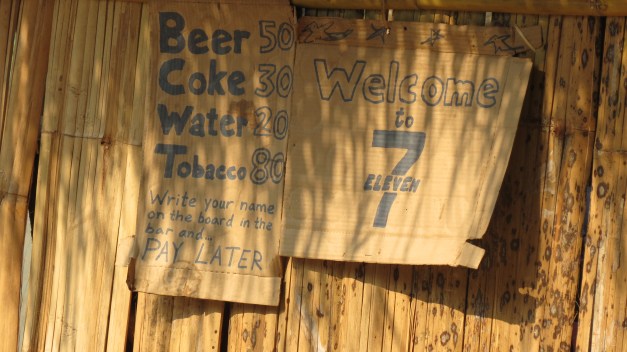 Beer 50
Coke 30
Water 20
Tobacco 80
Write your name
on the board in the
bar and...
PAY LATER
Welcome
to
7
ELEVEN